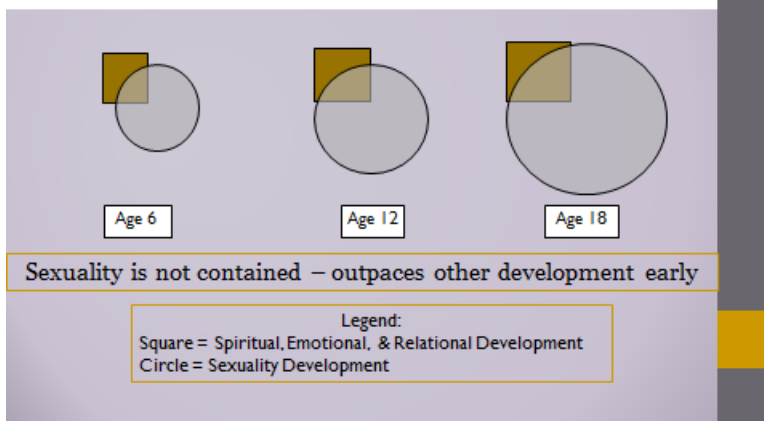 Age 6
Age 12
Age 18
Sexuality is not contained – outpaces other development early
Legend:
Square = Spiritual, Emotional, & Relational Development
Circle = Sexuality Development